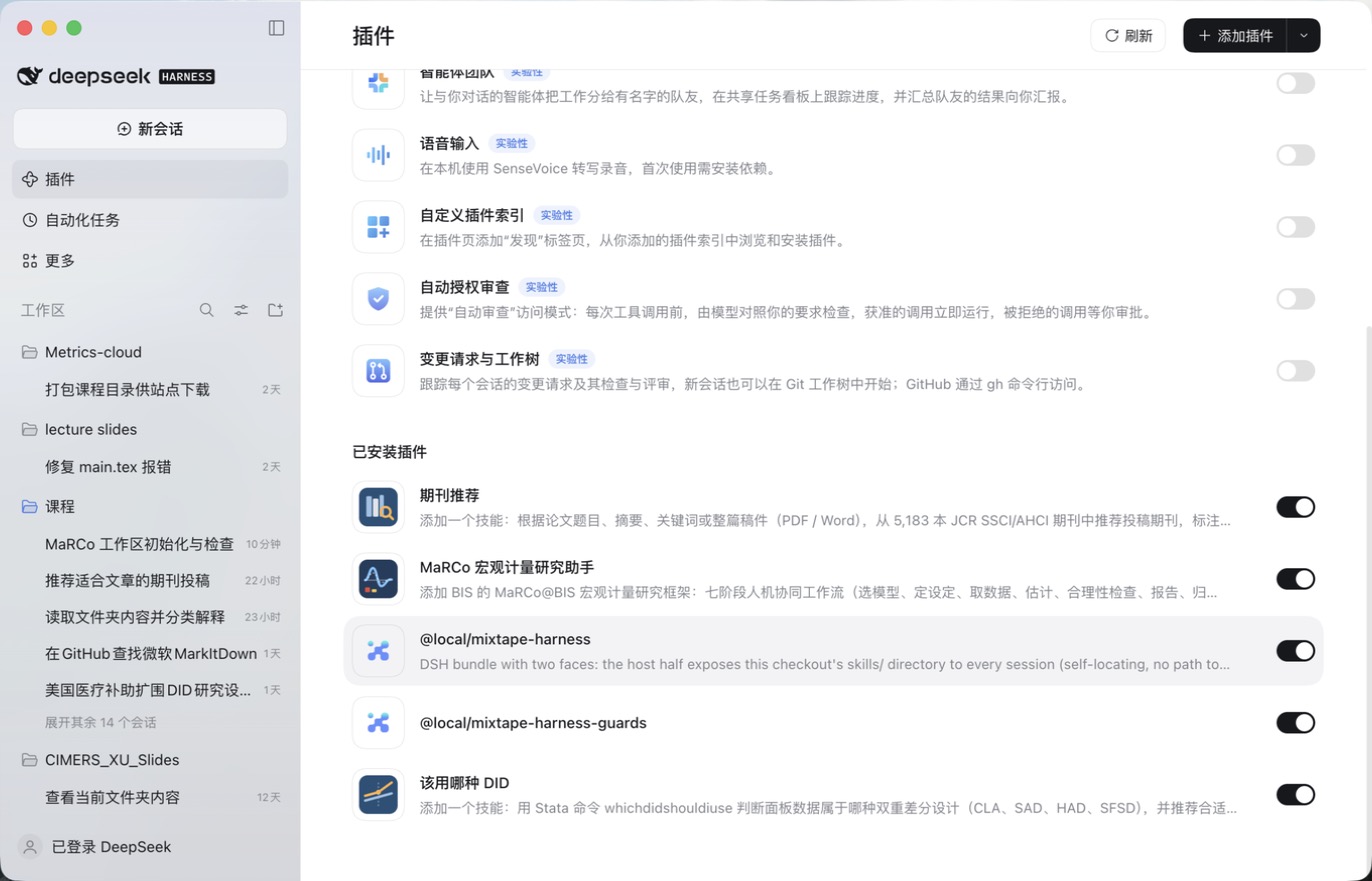 deepseek HARNESS
新会话
插件
自动化任务
更多
工作区
Metrics-cloud
打包课程目录供站点下载 2天
lecture slides
修复 main.tex 报错 2天
课程
MaRCo 工作区初始化与检查 10分钟
推荐适合文章的期刊投稿 22小时
读取文件夹内容并分类解释 23小时
在GitHub查找微软MarkItDown 1天
美国医疗补助扩围DID研究设... 1天
展开其余 14 个会话
CIMERS_XU_Slides
查看当前文件夹内容 12天
已登录 DeepSeek
插件
刷新
添加插件
智能体团队 实验性
让与你对话的智能体把工作分给有名字的队友，在共享任务看板上跟踪进度，并汇总队友的结果向你汇报。
语音输入 实验性
在本机使用 SenseVoice 转写录音，首次使用需安装依赖。
自定义插件索引 实验性
在插件页添加“发现”标签页，从你添加的插件索引中浏览和安装插件。
自动授权审查 实验性
提供“自动审查”访问模式：每次工具调用前，由模型对照你的要求检查，获准的调用立即运行，被拒绝的调用等你审批。
变更请求与工作树 实验性
跟踪每个会话的变更请求及其检查与评审，新会话也可以在 Git 工作树中开始；GitHub 通过 gh 命令行访问。
已安装插件
期刊推荐
添加一个技能：根据论文题目、摘要、关键词或整篇稿件（PDF / Word），从 5,183 本 JCR SSCI/AHCI 期刊中推荐投稿期刊，标注...
MaRCo 宏观计量研究助手
添加 BIS 的 MaRCo@BIS 宏观计量研究框架：七阶段人机协同工作流（选模型、定设定、取数据、估计、合理性检查、报告、归...
@local/mixtape-harness
DSH bundle with two faces: the host half exposes this checkout's skills/ directory to every session (self-locating, no path to...
@local/mixtape-harness-guards
该用哪种 DID
添加一个技能：用 Stata 命令 whichdidshouldiuse 判断面板数据属于哪种双重差分设计（CLA、SAD、HAD、SFSD），并推荐合适...